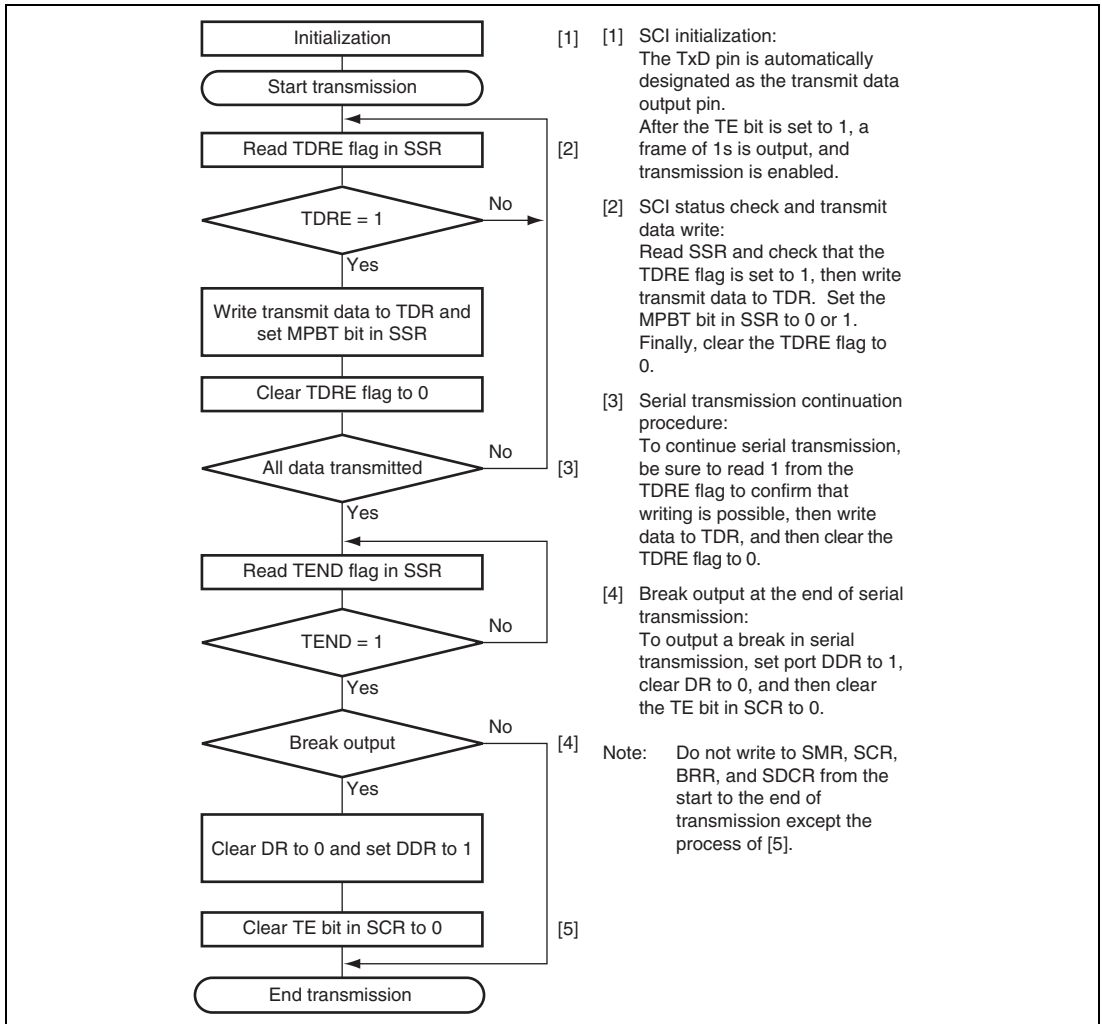 Initialization
[1]
Start transmission
Read TDRE flag in SSR
[2]
No
TDRE = 1
Yes
Write transmit data to TDR and
set MPBT bit in SSR
Clear TDRE flag to 0
No
All data transmitted
[3]
Yes
Read TEND flag in SSR
No
TEND = 1
Yes
No
Break output
[4]
Yes
Clear DR to 0 and set DDR to 1
Clear TE bit in SCR to 0
[5]
End transmission
[1] SCI initialization:
The TxD pin is automatically
designated as the transmit data
output pin.
After the TE bit is set to 1, a
frame of 1s is output, and
transmission is enabled.
[2] SCI status check and transmit
data write:
Read SSR and check that the
TDRE flag is set to 1, then write
transmit data to TDR. Set the
MPBT bit in SSR to 0 or 1.
Finally, clear the TDRE flag to
0.
[3] Serial transmission continuation
procedure:
To continue serial transmission,
be sure to read 1 from the
TDRE flag to confirm that
writing is possible, then write
data to TDR, and then clear the
TDRE flag to 0.
[4] Break output at the end of serial
transmission:
To output a break in serial
transmission, set port DDR to 1,
clear DR to 0, and then clear
the TE bit in SCR to 0.
Note: Do not write to SMR, SCR,
BRR, and SDCR from the
start to the end of
transmission except the
process of [5].